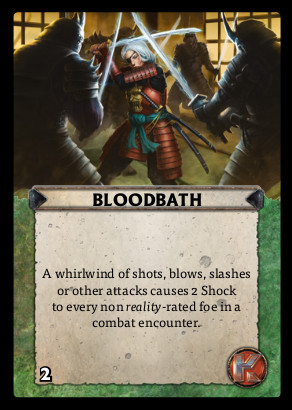 BLOODBATH
A whirlwind of shots, blows, slashes
or other attacks causes 2 Shock
to every non reality-rated foe in a
combat encounter.
2
K